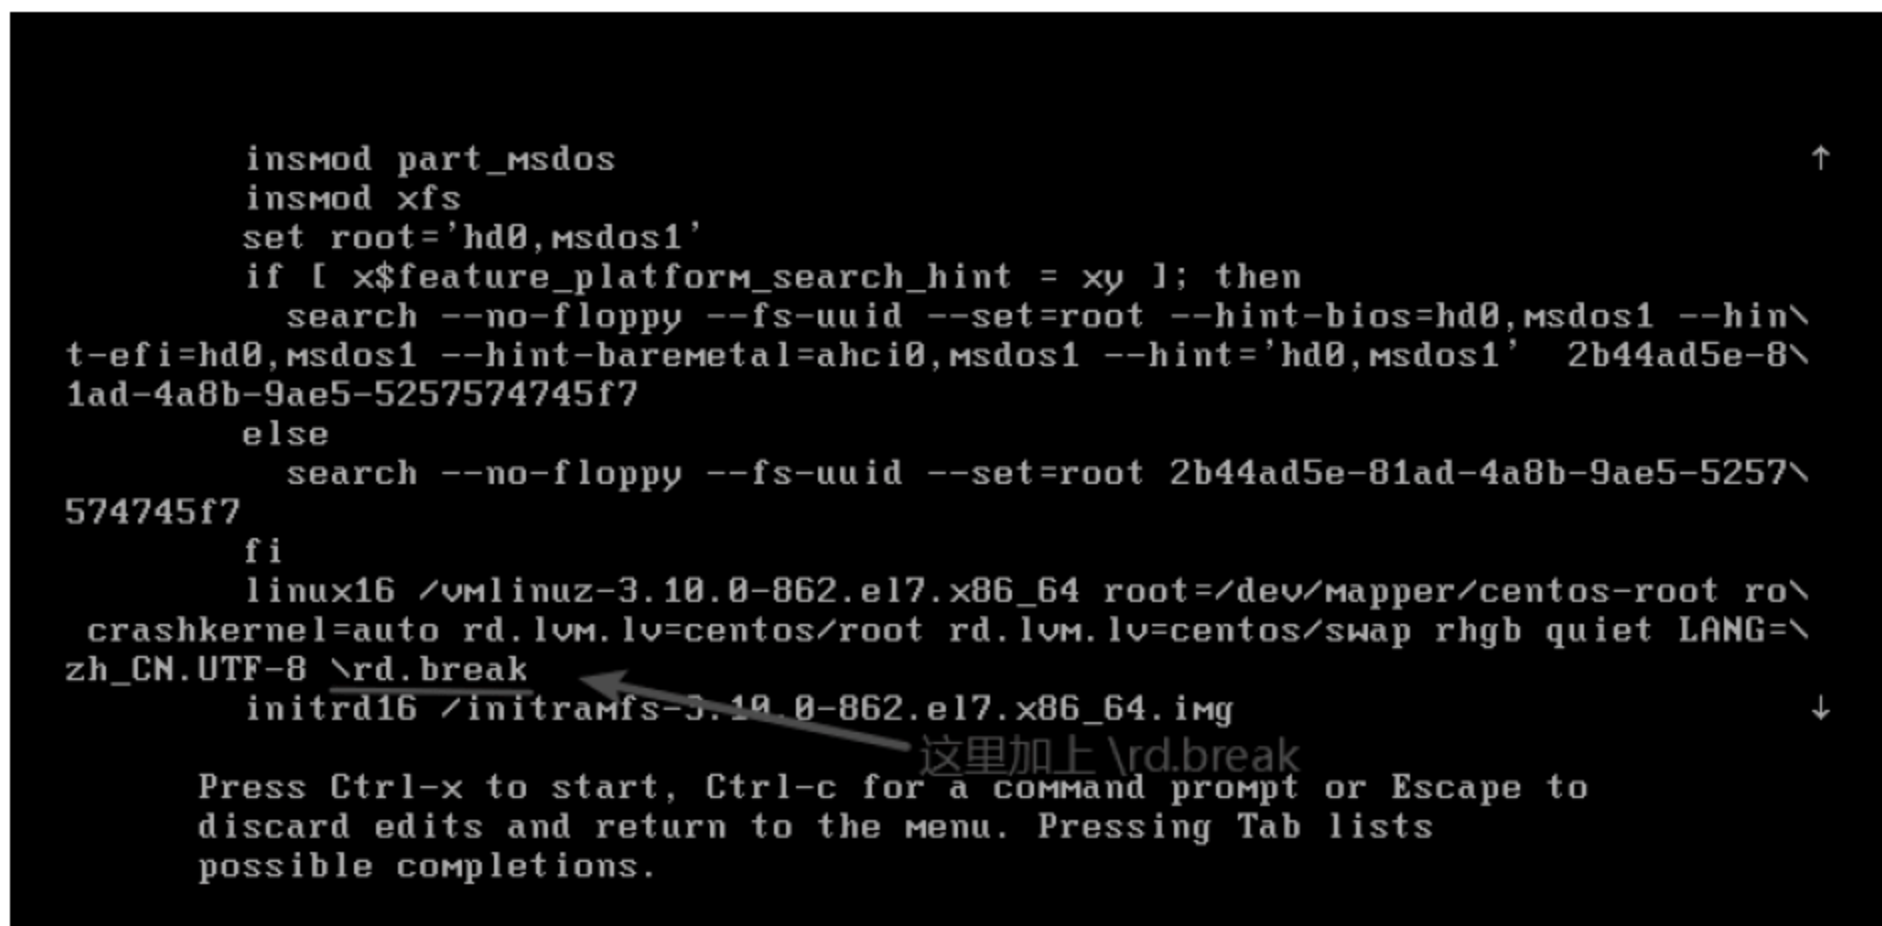 insmod part_msdos
insmod xfs
set root='hd0,msdos1'
if [ x$feature_platform_search_hint = xy ]; then
search --no-floppy --fs-uuid --set=root --hint-bios=hd0,msdos1 --hin\
t-efi=hd0,msdos1 --hint-baremetal=ahci0,msdos1 --hint='hd0,msdos1'  2b44ad5e-8\
1ad-4a8b-9ae5-5257574745f7
else
search --no-floppy --fs-uuid --set=root 2b44ad5e-81ad-4a8b-9ae5-5257\
574745f7
fi
linux16 /vmlinuz-3.10.0-862.el7.x86_64 root=/dev/mapper/centos-root ro\
crashkernel=auto rd.lvm.lv=centos/root rd.lvm.lv=centos/swap rhgb quiet LANG=\
zh_CN.UTF-8 \rd.break
initrd16 /initramfs-3.10.0-862.el7.x86_64.img
这里加上 \rd.break
Press Ctrl-x to start, Ctrl-c for a command prompt or Escape to
discard edits and return to the menu. Pressing Tab lists
possible completions.